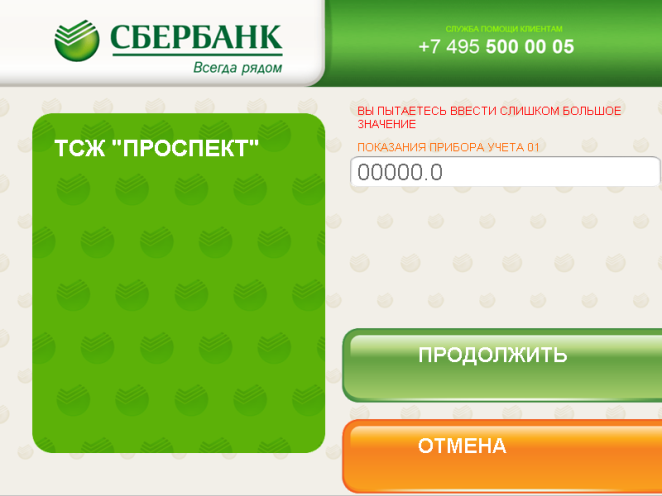 СБЕРБАНК
Всегда рядом
СЛУЖБА ПОМОЩИ КЛИЕНТАМ
+7 495 500 00 05
ТСЖ "ПРОСПЕКТ"
ВЫ ПЫТАЕТЕСЬ ВВЕСТИ СЛИШКОМ БОЛЬШОЕ
ЗНАЧЕНИЕ
ПОКАЗАНИЯ ПРИБОРА УЧЕТА 01
00000.0
ПРОДОЛЖИТЬ
ОТМЕНА